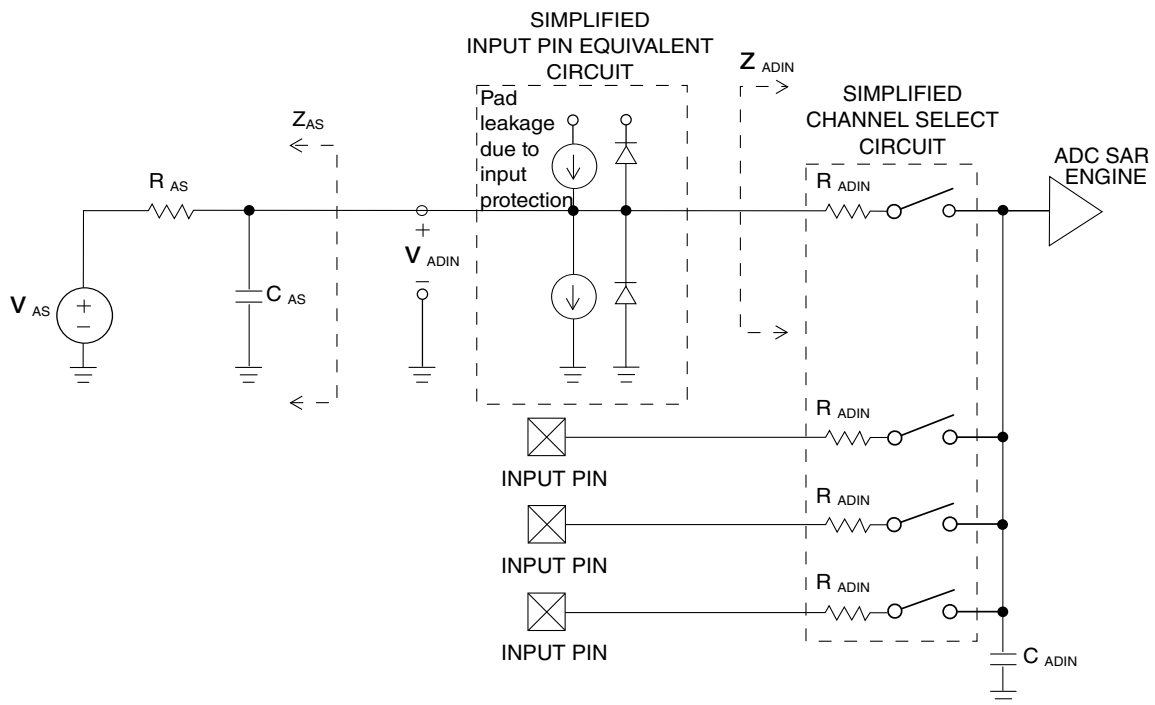 SIMPLIFIED
INPUT PIN EQUIVALENT
CIRCUIT
Z ADIN
SIMPLIFIED
CHANNEL SELECT
CIRCUIT
ADC SAR
ENGINE
Pad
leakage
due to
input
protection
ZAS
R AS
R ADIN
+
V ADIN
−
C AS
V AS
+
−
R ADIN
INPUT PIN
R ADIN
INPUT PIN
R ADIN
INPUT PIN
C ADIN